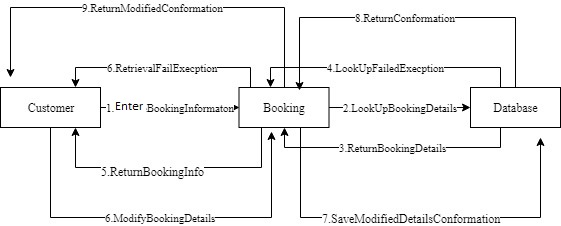 9.ReturnModifiedConformation
8.ReturnConformation
6.RetrievalFailExecption
4.LookUpFailedExecption
Customer
1. Enter BookingInformaton
Booking
2.LookUpBookingDetails
Database
3.ReturnBookingDetails
5.ReturnBookingInfo
6.ModifyBookingDetails
7.SaveModifiedDetailsConformation